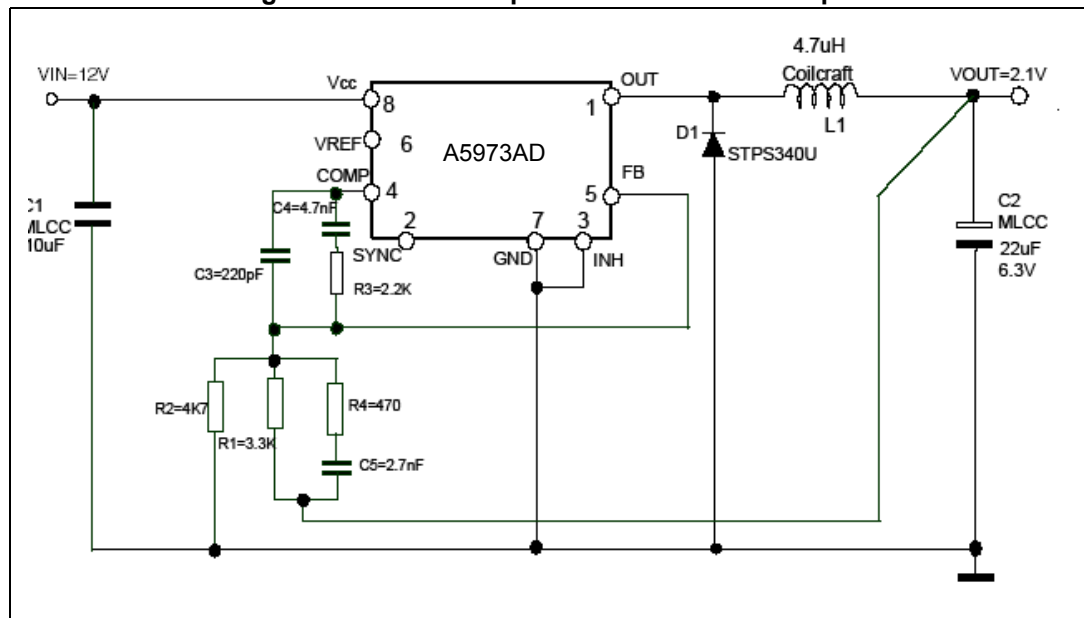 4.7uH
Coilcraft
L1
VIN=12V
Vcc
8
OUT
1
VOUT=2.1V
VREF
6
A5973AD
D1
STPS340U
COMP
4
FB
5
C4=4.7nF
2
7
3
SYNC
GND
INH
C1
MLCC
10uF
C2
MLCC
22uF
6.3V
C3=220pF
R3=2.2K
R2=4K7
R4=470
R1=3.3K
C5=2.7nF